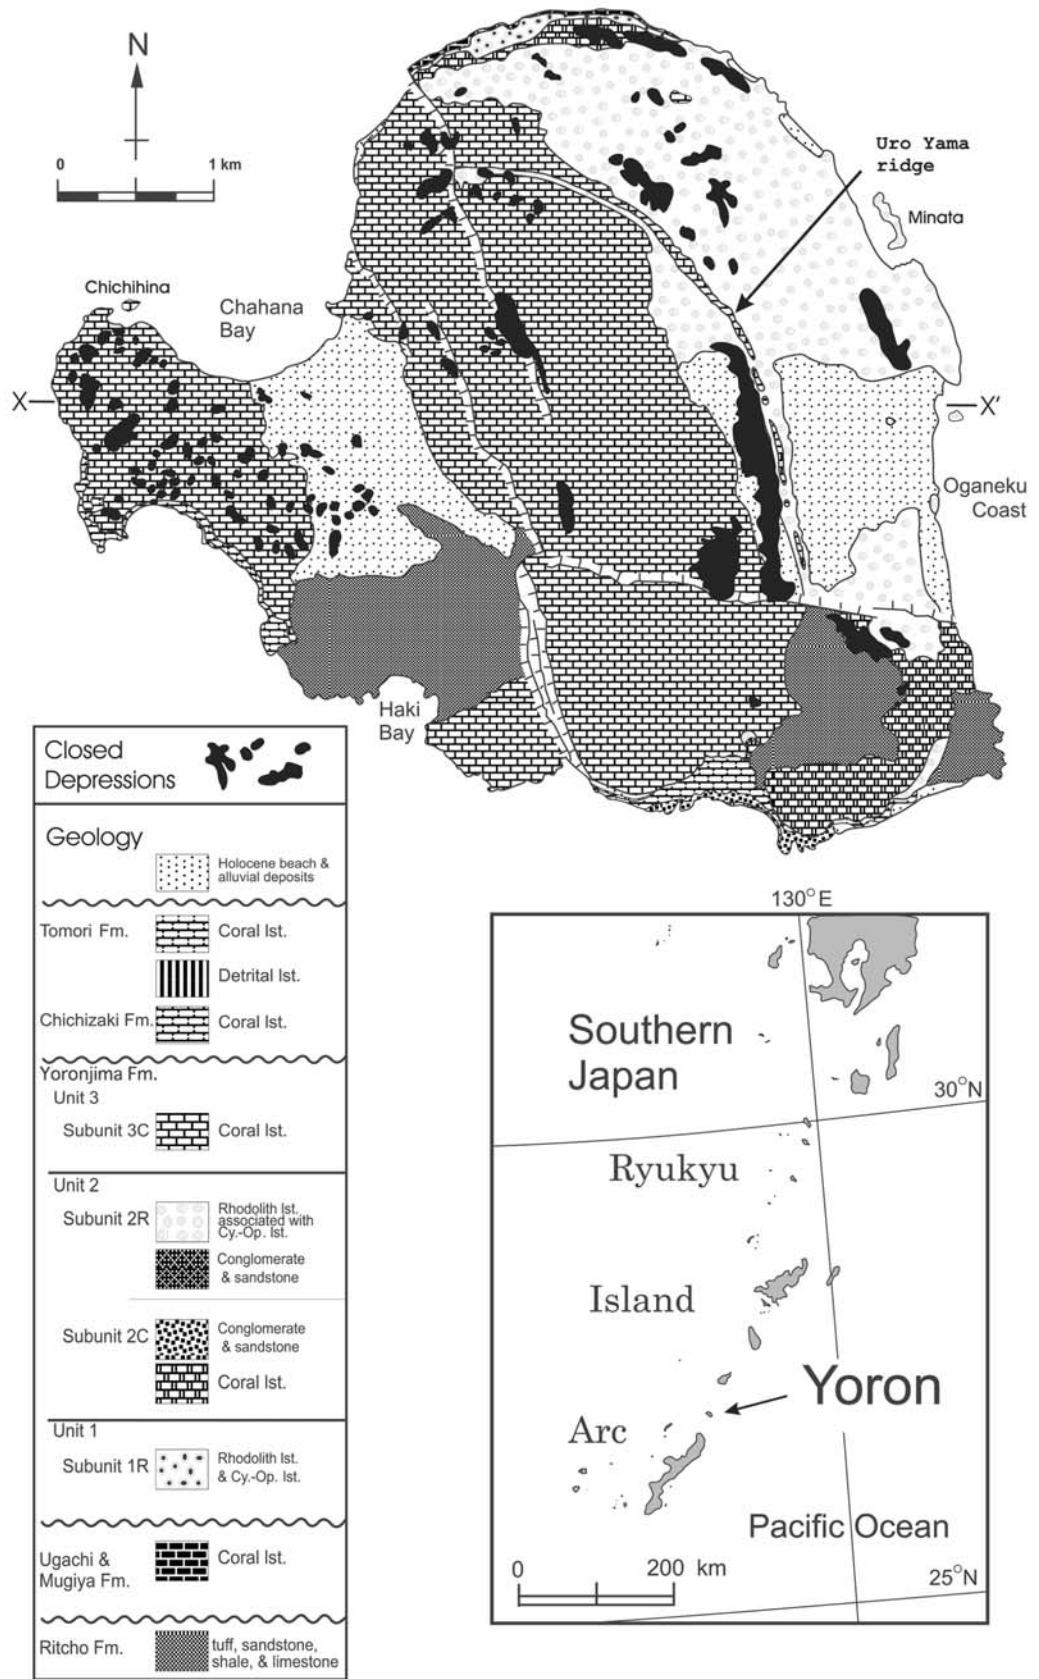 N
0 1 km
Uro Yama
ridge
Minata
Chichihina
Chahana
Bay
X
X'
Oganeku
Coast
Haki
Bay
Closed
Depressions
Geology
Holocene beach &
alluvial deposits
Tomori Fm.
Coral lst.
Detrital lst.
Chichizaki Fm.
Coral lst.
Yoronjima Fm.
Unit 3
Subunit 3C
Coral lst.
Unit 2
Subunit 2R
Rhodolith lst.
associated with
Cy.-Op. lst.
Conglomerate
& sandstone
Subunit 2C
Conglomerate
& sandstone
Coral lst.
Unit 1
Subunit 1R
Rhodolith lst.
& Cy.-Op. lst.
Ugachi &
Mugiya Fm.
Coral lst.
Ritcho Fm.
tuff, sandstone,
shale, & limestone
130°E
Southern
Japan
30°N
Ryukyu
Island
Yoron
Arc
Pacific Ocean
0 200 km
25°N